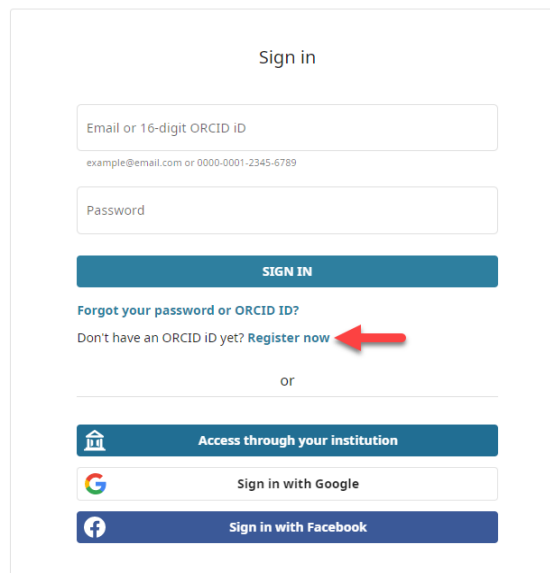 Sign in
Email or 16-digit ORCID iD
example@email.com or 0000-0001-2345-6789
Password
SIGN IN
Forgot your password or ORCID ID?
Don't have an ORCID iD yet? Register now
or
Access through your institution
Sign in with Google
Sign in with Facebook